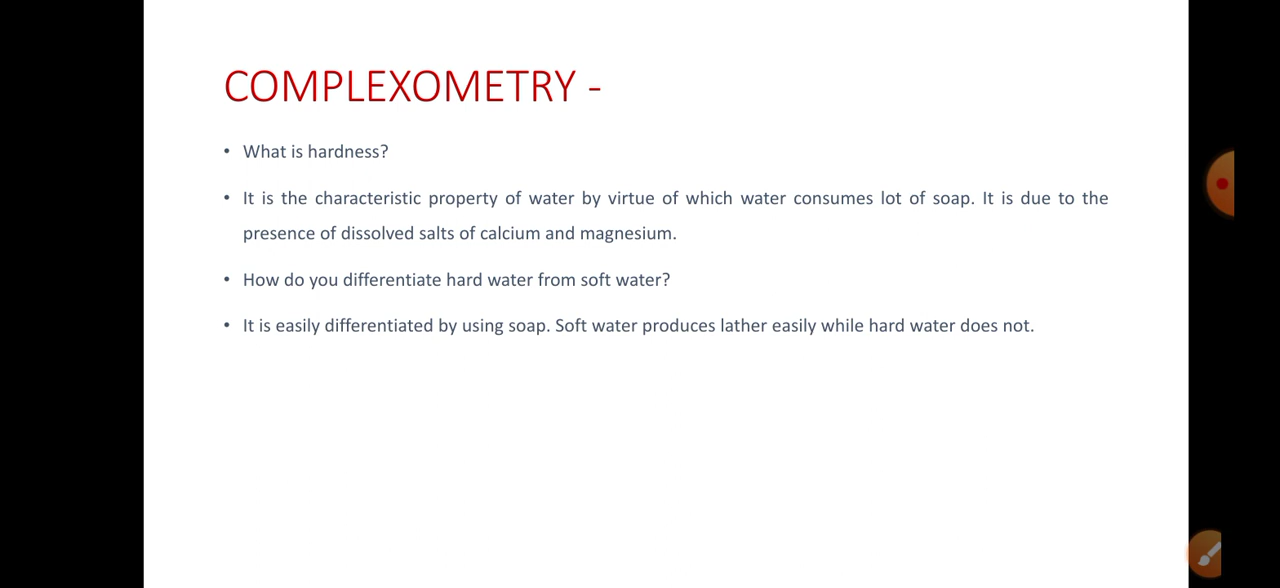 COMPLEXOMETRY -
• What is hardness?
• It is the characteristic property of water by virtue of which water consumes lot of soap. It is due to the
presence of dissolved salts of calcium and magnesium.
• How do you differentiate hard water from soft water?
• It is easily differentiated by using soap. Soft water produces lather easily while hard water does not.